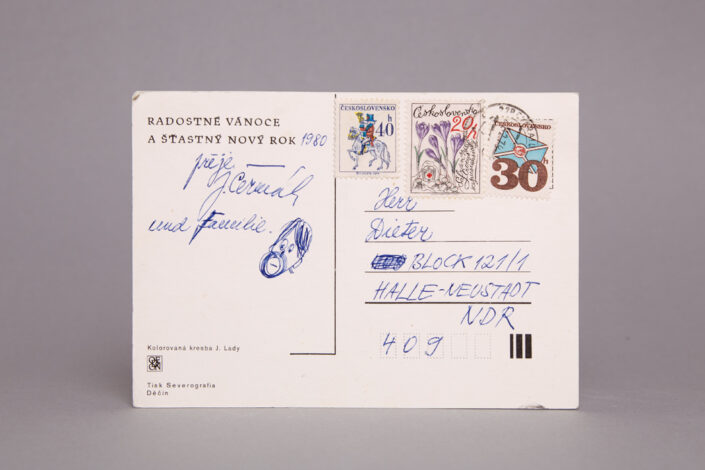 RADOSTNÉ VÁNOCE
A ŠŤASTNÝ NOVÝ ROK 1980
přeje
J. Čermák
und Familie.
Kolorovaná kresba J. Lady
Tisk Severografia
Děčín
ČESKOSLOVENSKO
40 h
Československo
20 h
ČESKOSLOVENSKO
30
Herr
Dieter
BLOCK 121/1
HALLE-NEUSTADT
NDR
409